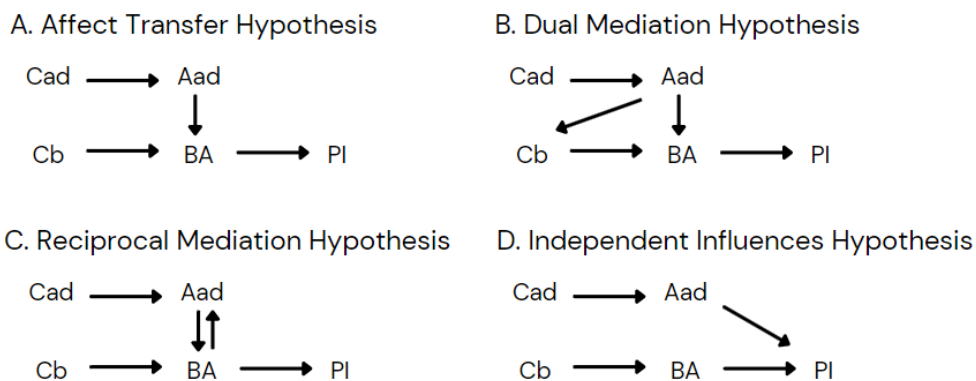 A. Affect Transfer Hypothesis
Cad Aad
Cb BA PI
B. Dual Mediation Hypothesis
Cad Aad
Cb BA PI
C. Reciprocal Mediation Hypothesis
Cad Aad
Cb BA PI
D. Independent Influences Hypothesis
Cad Aad
Cb BA PI